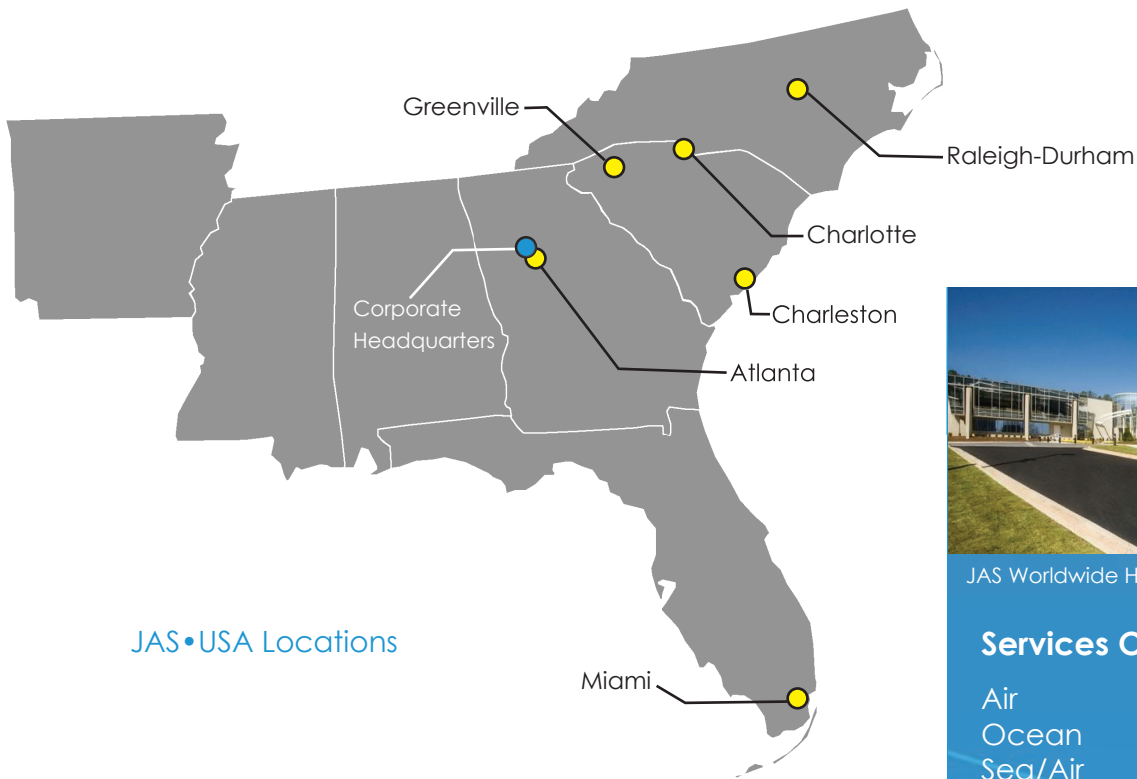 Greenville
Raleigh-Durham
Charlotte
Corporate
Headquarters
Charleston
Atlanta
JAS•USA Locations
Miami
JAS Worldwide
Services
Air
Ocean
Sea/Air